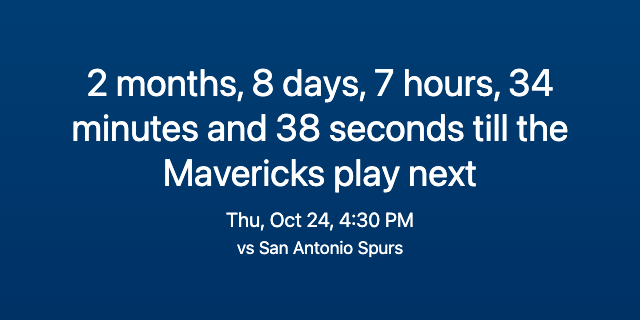 2 months, 8 days, 7 hours, 34
minutes and 38 seconds till the
Mavericks play next
Thu, Oct 24, 4:30 PM
vs San Antonio Spurs